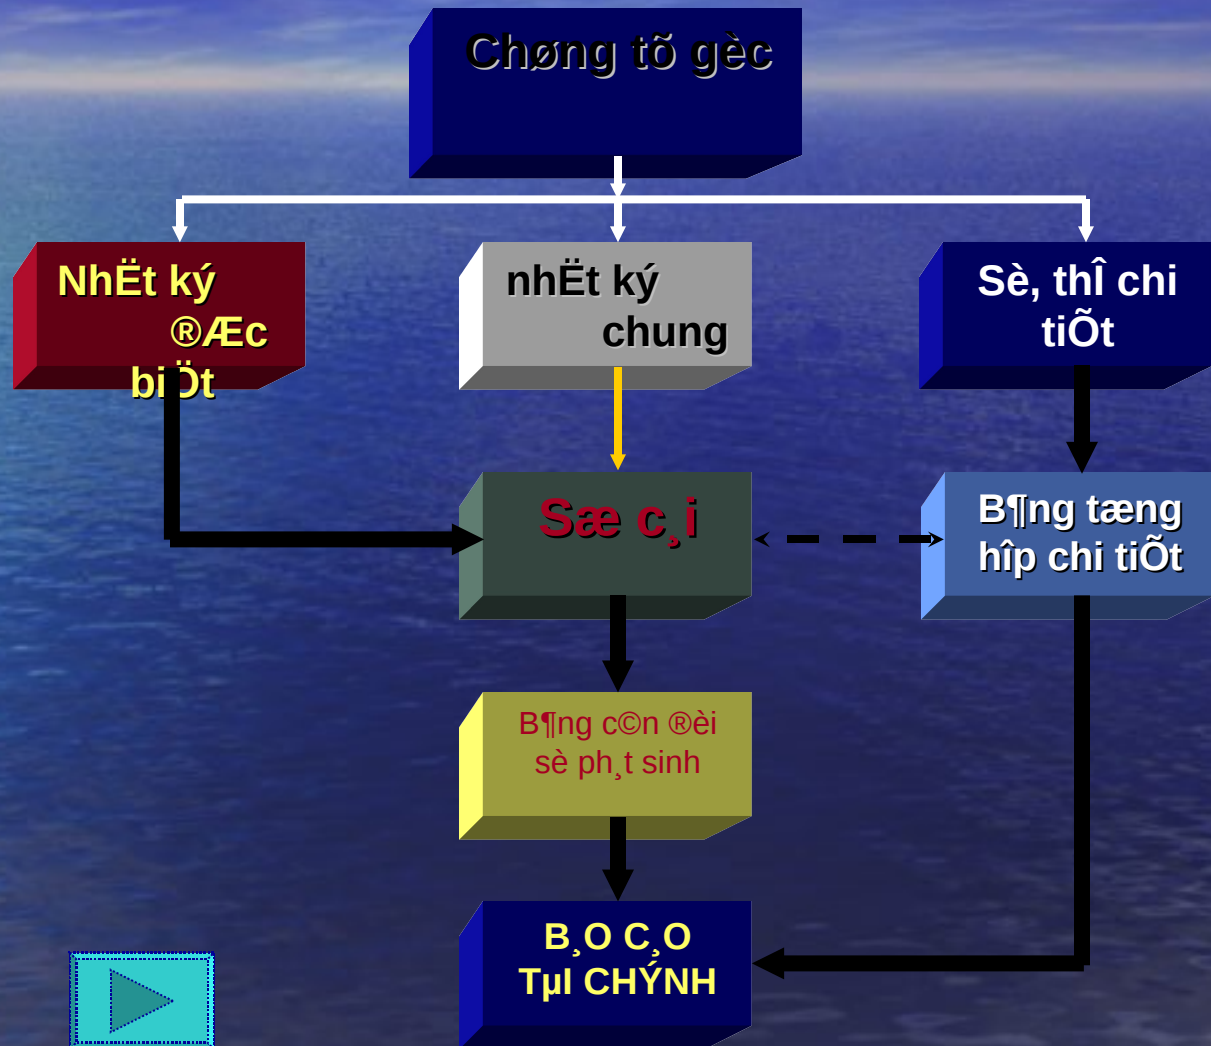 Chøng tõ gèc
NhËt ký
®Æc
biÖt
nhËt ký
chung
Sè, thÎ chi
tiÕt
Sæ c¸i
B¶ng tæng
hîp chi tiÕt
B¶ng c©n ®èi
sè ph¸t sinh
B¸O C¸O
TµI CHÝNH